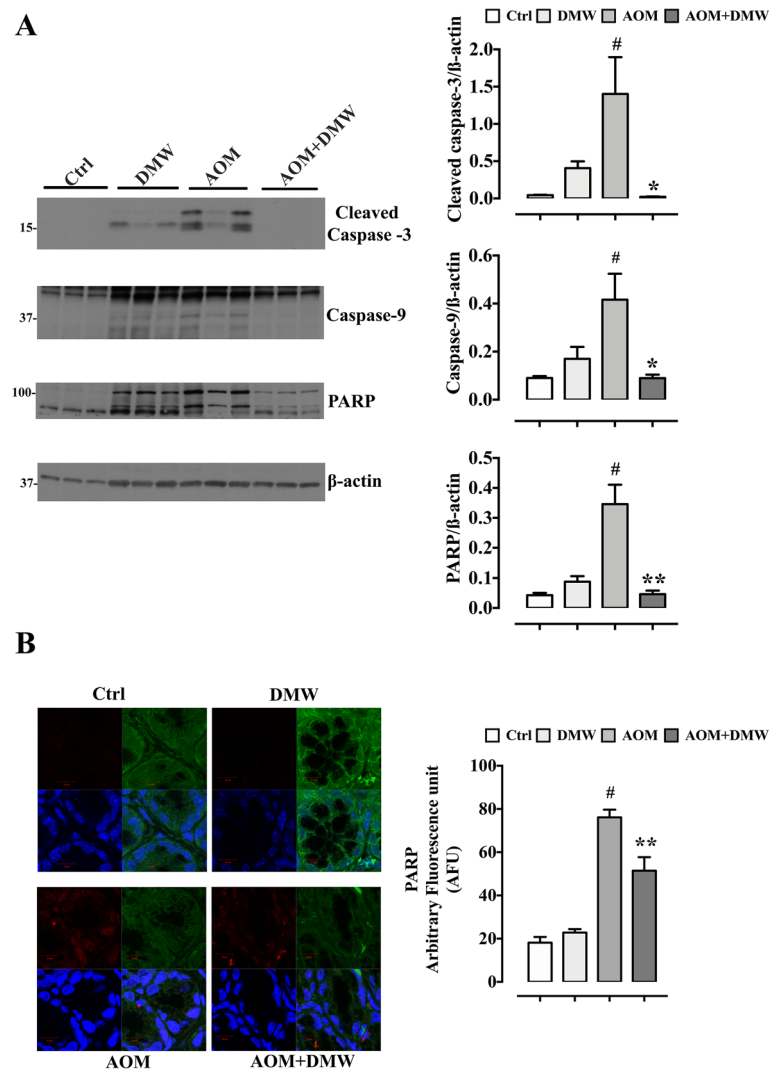 A
Ctrl DMW AOM AOM+DMW
Cleaved
15-
Caspase -3
37-
Caspase-9
100-
PARP
37-
β-actin
Ctrl DMW AOM AOM+DMW
Cleaved caspase-3/ß-actin
2.0
1.5
1.0
0.5
0.0
#
*
Caspase-9/ß-actin
0.6
0.4
0.2
0.0
#
*
PARP/ß-actin
0.5
0.4
0.3
0.2
0.1
0.0
#
**
B
Ctrl DMW
AOM AOM+DMW
Ctrl DMW AOM AOM+DMW
PARP
Arbitrary Fluorescence unit
(AFU)
80
60
40
20
0
#
**